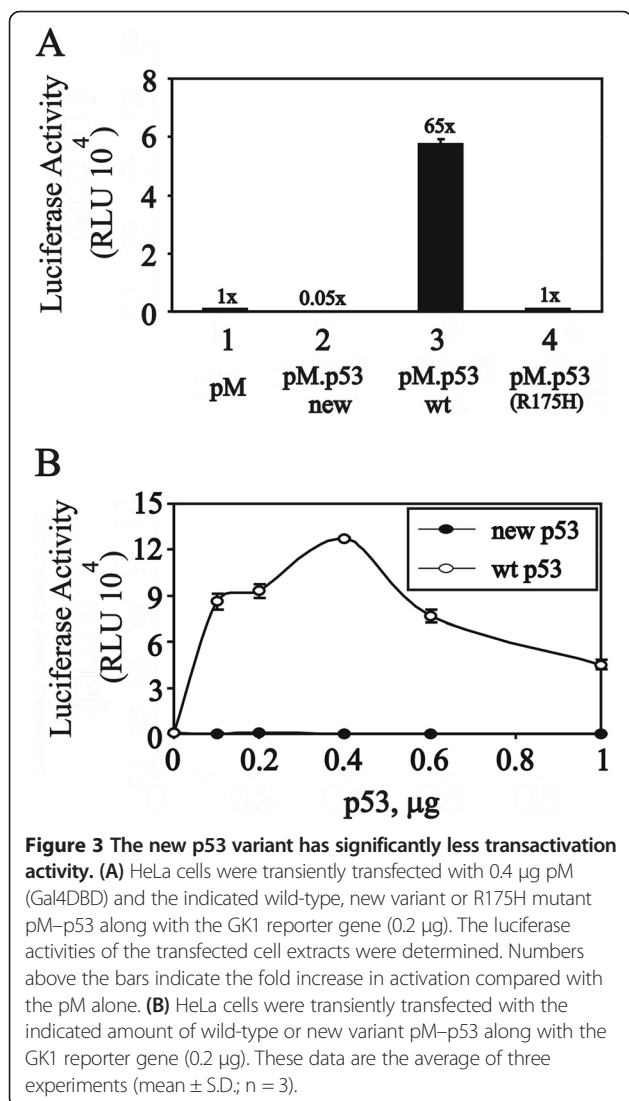 A
Luciferase Activity
(RLU 10^4)
8
6
4
2
0
1x
0.05x
65x
1x
1
2
3
4
pM
pM.p53
new
pM.p53
wt
pM.p53
(R175H)
B
Luciferase Activity
(RLU 10^4)
15
12
9
6
3
0
new p53
wt p53
0
0.2
0.4
0.6
0.8
1
p53, µg
Figure 3 The new p53 variant has significantly less transactivation
activity. (A) HeLa cells were transiently transfected with 0.4 µg pM
(Gal4DBD) and the indicated wild-type, new variant or R175H mutant
pM–p53 along with the GK1 reporter gene (0.2 µg). The luciferase
activities of the transfected cell extracts were determined. Numbers
above the bars indicate the fold increase in activation compared with
the pM alone. (B) HeLa cells were transiently transfected with the
indicated amount of wild-type or new variant pM–p53 along with the
GK1 reporter gene (0.2 µg). These data are the average of three
experiments (mean ± S.D.; n = 3).